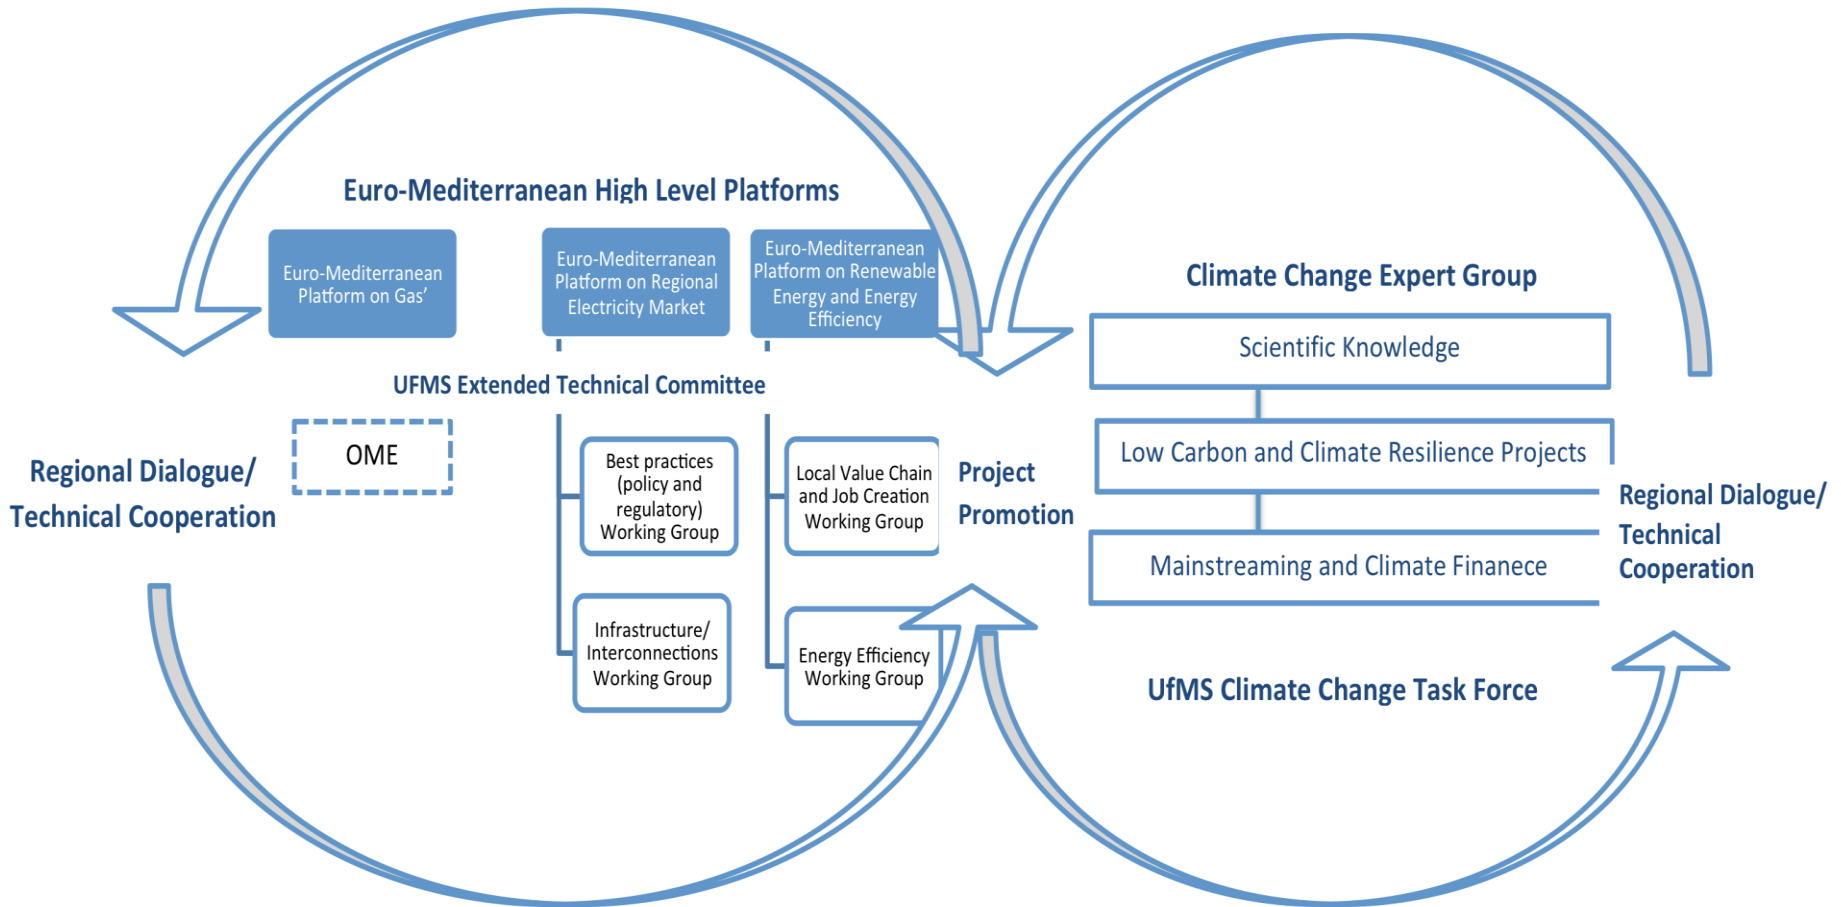 Euro-Mediterranean High Level Platforms
Euro-Mediterranean
Platform on Gas’
Euro-Mediterranean
Platform on Regional
Electricity Market
Euro-Mediterranean
Platform on Renewable
Energy and Energy
Efficiency
UFMS Extended Technical Committee
Regional Dialogue/
Technical Cooperation
OME
Best practices
(policy and
regulatory)
Working Group
Local Value Chain
and Job Creation
Working Group
Infrastructure/
Interconnections
Working Group
Energy Efficiency
Working Group
Project
Promotion
Climate Change Expert Group
Scientific Knowledge
Low Carbon and Climate Resilience Projects
Mainstreaming and Climate Finanece
UfMS Climate Change Task Force
Regional Dialogue/
Technical
Cooperation